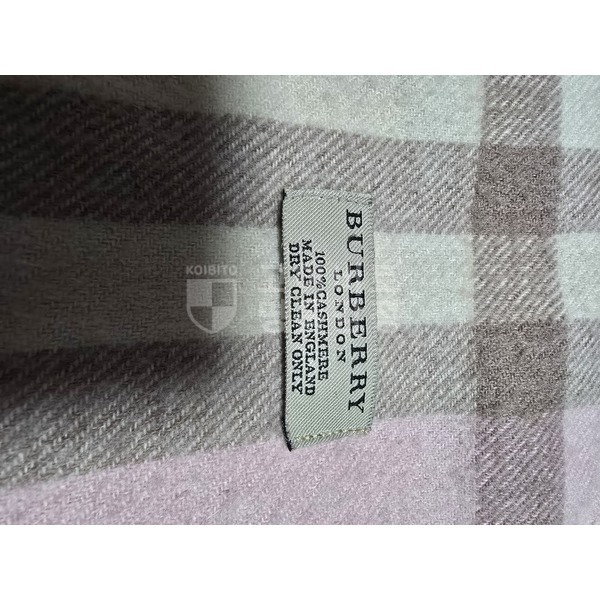 BURBERRY
LONDON
100%CASHMERE
MADE IN ENGLAND
DRY CLEAN ONLY
KOIBITO